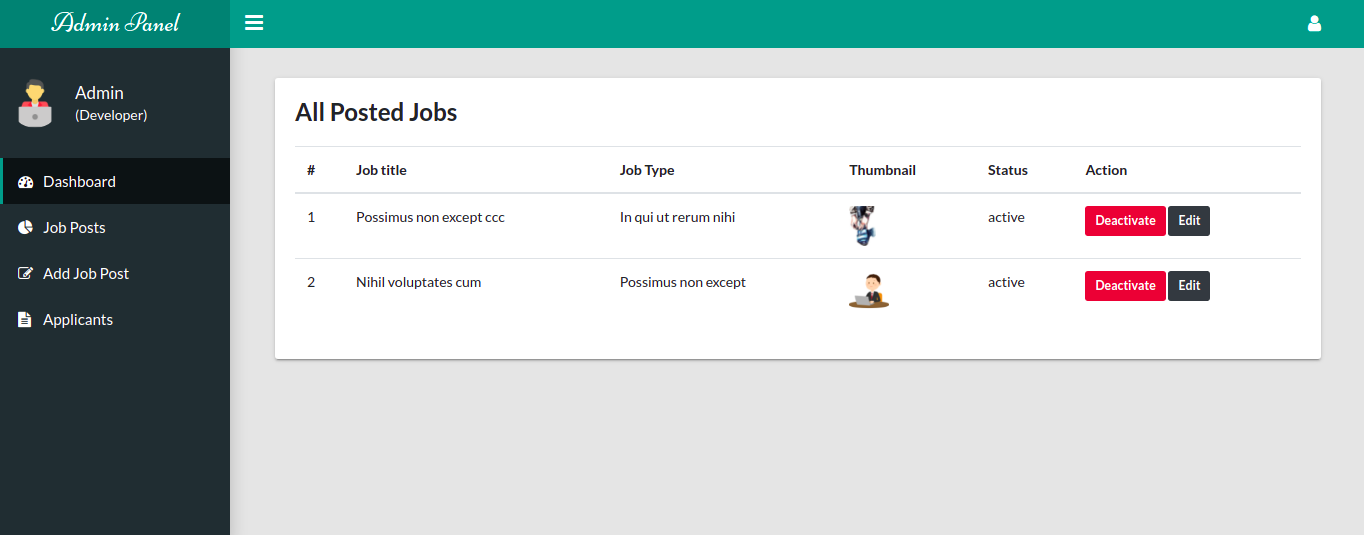 Admin Panel
Admin
(Developer)
Dashboard
Job Posts
Add Job Post
Applicants
All Posted Jobs
# Job title Job Type Thumbnail Status Action
1 Possimus non except ccc In qui ut rerum nihi active Deactivate Edit
2 Nihil voluptates cum Possimus non except active Deactivate Edit